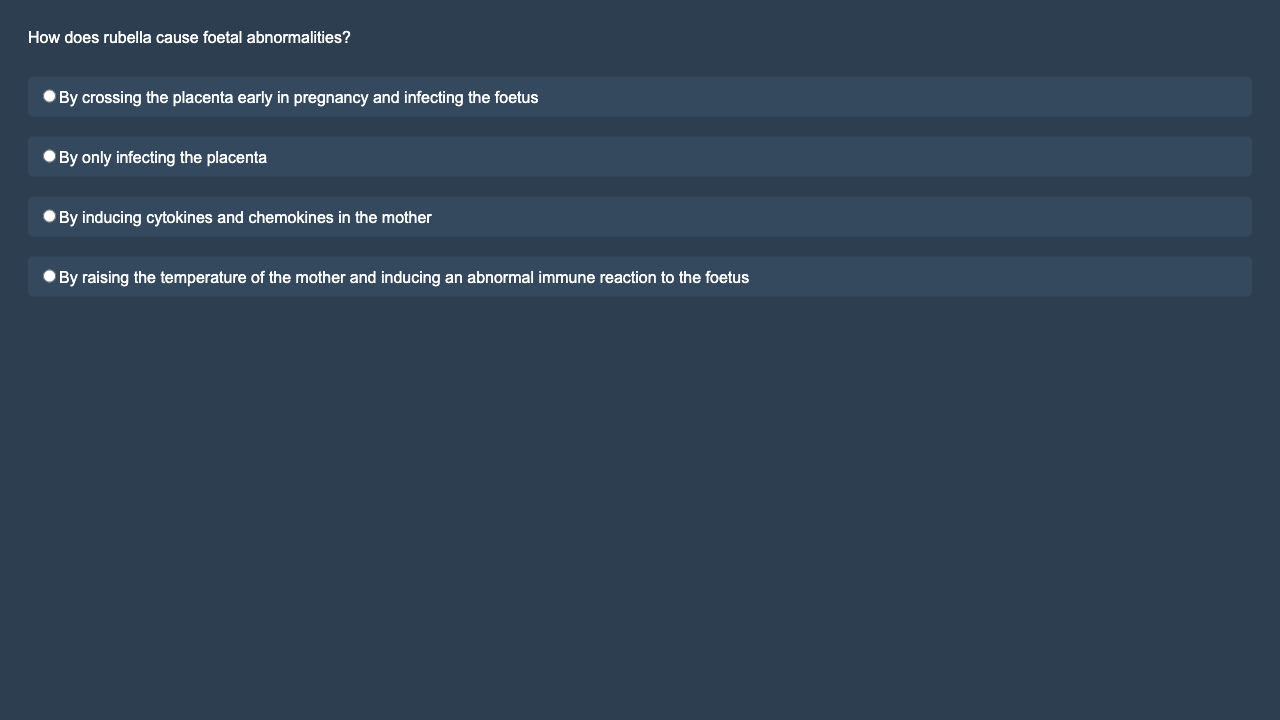 How does rubella cause foetal abnormalities?
By crossing the placenta early in pregnancy and infecting the foetus
By only infecting the placenta
By inducing cytokines and chemokines in the mother
By raising the temperature of the mother and inducing an abnormal immune reaction to the foetus